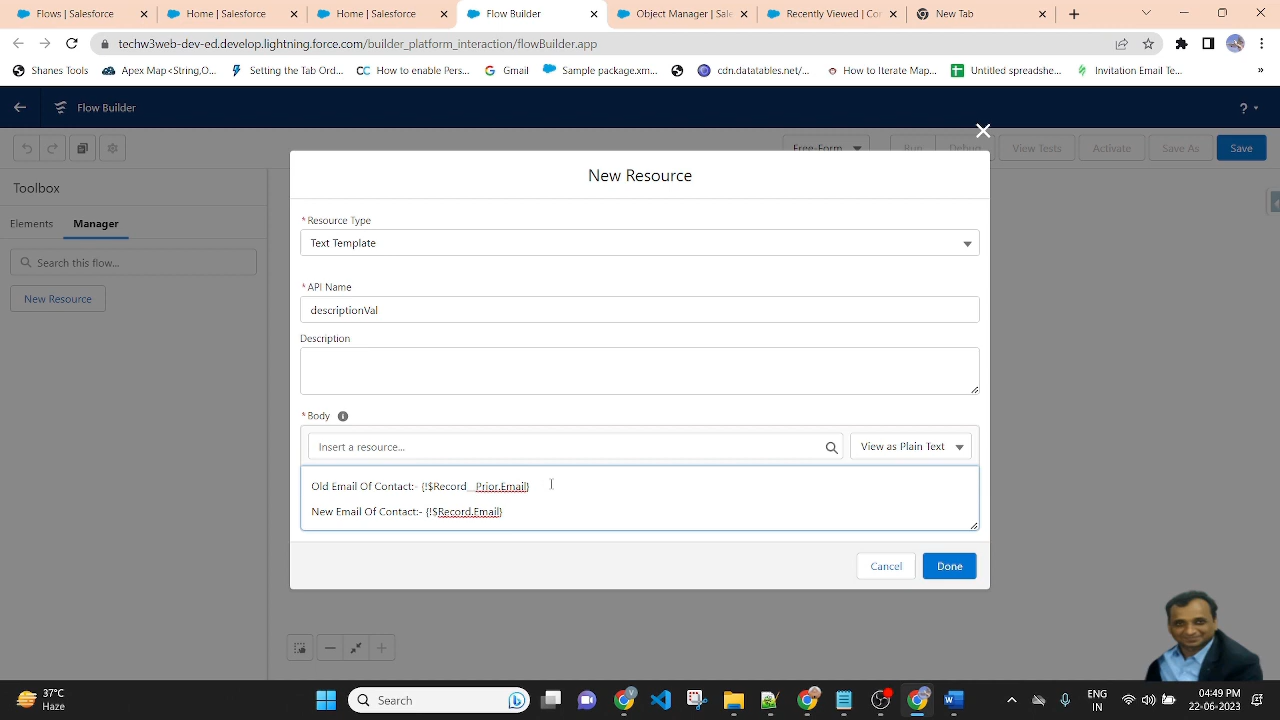 Flows | Salesforce
Home | Salesforce
Home | Salesforce
Flow Builder
Object Manager | Sal
Recently Viewed | Co
New Tab
techw3web-dev-ed.develop.lightning.force.com/builder_platform_interaction/flowBuilder.app
Shanes Tools
Apex Map<String,O...
Setting the Tab Ord...
CC How to enable Pers...
Gmail
Sample package.xm...
cdn.datatables.net/...
How to Iterate Map...
Untitled spreadshe...
Invitation Email Te...
»
Flow Builder
?
Free-Form
Run
Debug
View Tests
Activate
Save As
Save
Toolbox
Elements
Manager
Search this flow...
New Resource
New Resource
* Resource Type
Text Template
* API Name
descriptionVal
Description
* Body
Insert a resource...
View as Plain Text
Old Email Of Contact:- {!$Record__Prior.Email}
New Email Of Contact:- {!$Record.Email}
Cancel
Done
37°C
Haze
Search
ENG
IN
04:49 PM
22-06-2023